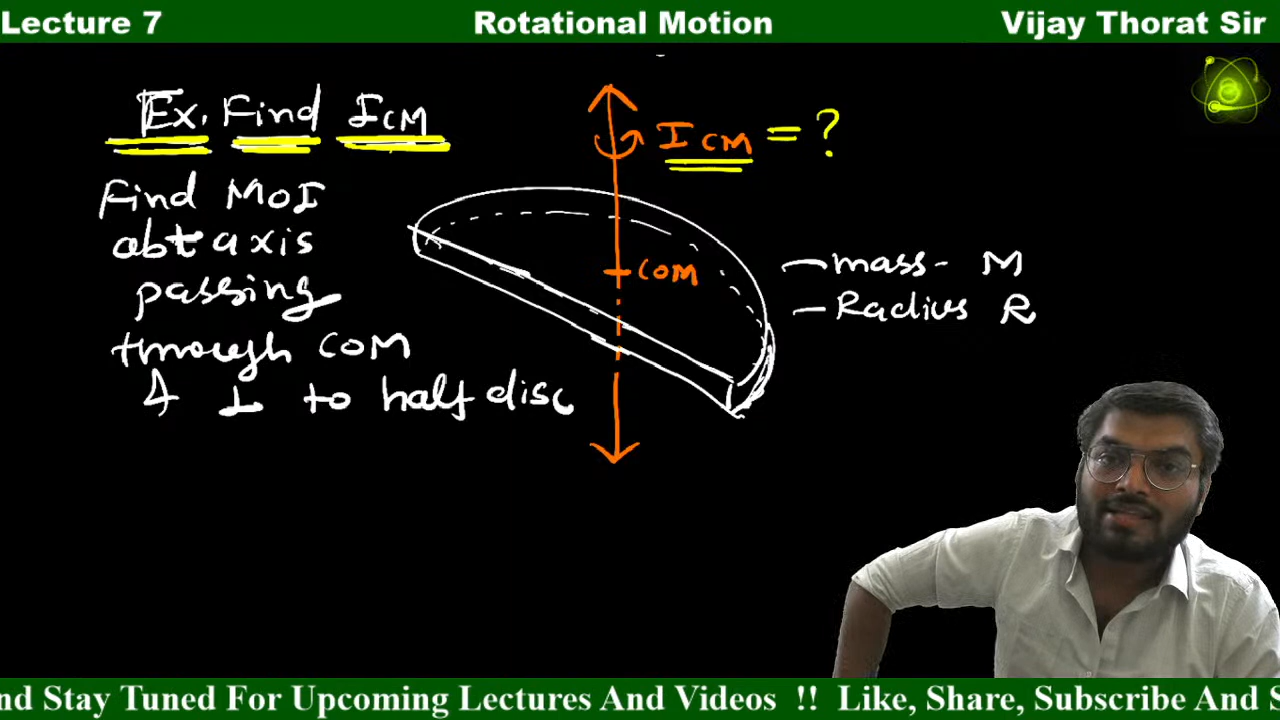 Lecture 7
Rotational Motion
Vijay Thorat Sir
Ex. Find ICM
ICM = ?
Find MOI
abt axis
passing
through COM
& ⊥ to half disc
COM
- mass - M
- Radius R
nd Stay Tuned For Upcoming Lectures And Videos !! Like, Share, Subscribe And S